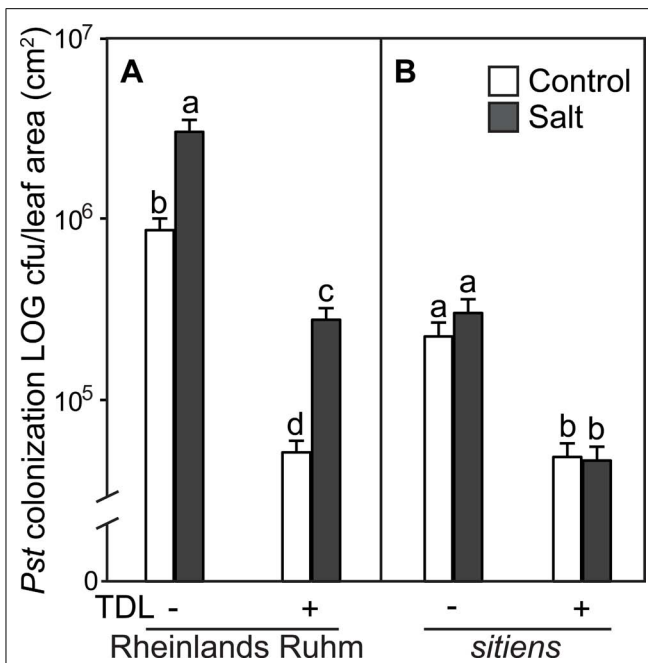 Pst colonization LOG cfu/leaf area (cm²)
10⁷
10⁶
10⁵
0
A
a
b
c
d
B
Control
Salt
a
a
b
b
TDL - + - +
Rheinlands Ruhm sitiens